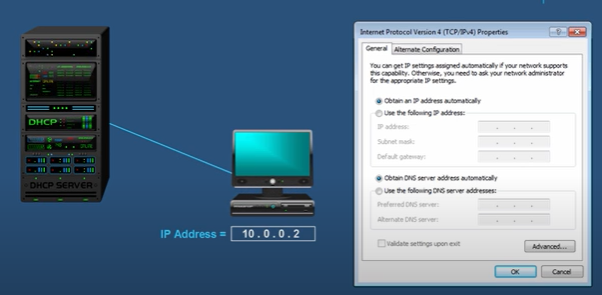 DHCP
DHCP SERVER
IP Address = 10 . 0 . 0 . 2
Internet Protocol Version 4 (TCP/IPv4) Properties
General
Alternate Configuration
You can get IP settings assigned automatically if your network supports
this capability. Otherwise, you need to ask your network administrator
for the appropriate IP settings.
Obtain an IP address automatically
Use the following IP address:
IP address:
Subnet mask:
Default gateway:
Obtain DNS server address automatically
Use the following DNS server addresses:
Preferred DNS server:
Alternate DNS server:
Validate settings upon exit
Advanced...
OK
Cancel